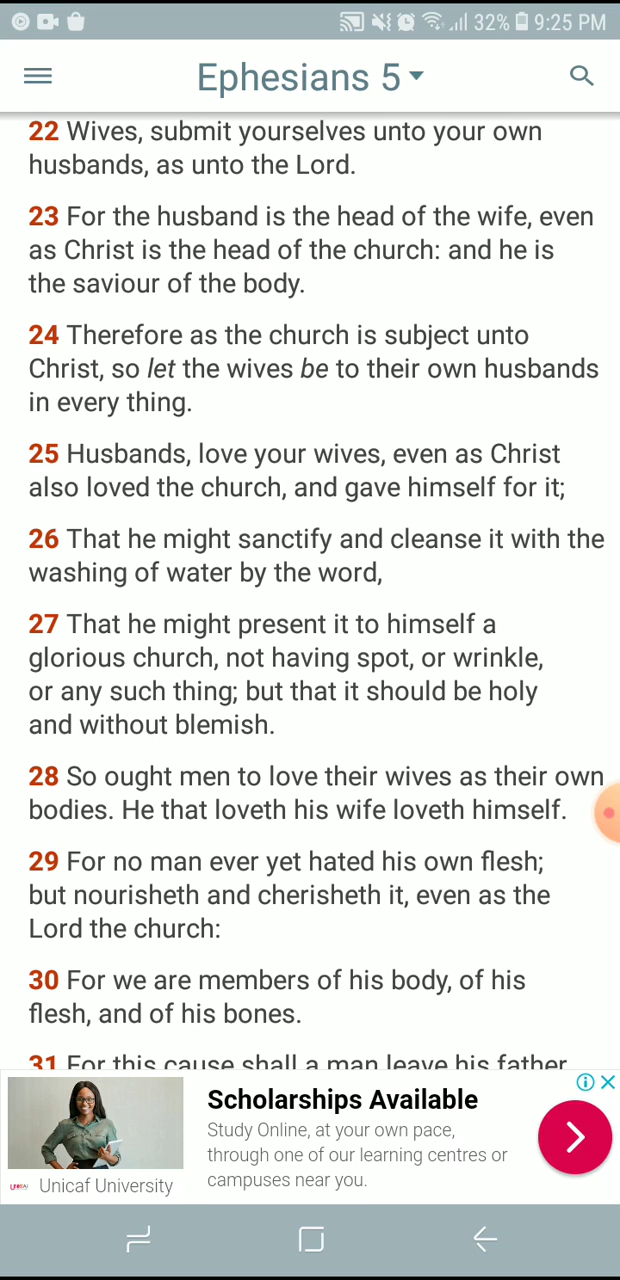 32% 9:25 PM
Ephesians 5
22 Wives, submit yourselves unto your own
husbands, as unto the Lord.
23 For the husband is the head of the wife, even
as Christ is the head of the church: and he is
the saviour of the body.
24 Therefore as the church is subject unto
Christ, so let the wives be to their own husbands
in every thing.
25 Husbands, love your wives, even as Christ
also loved the church, and gave himself for it;
26 That he might sanctify and cleanse it with the
washing of water by the word,
27 That he might present it to himself a
glorious church, not having spot, or wrinkle,
or any such thing; but that it should be holy
and without blemish.
28 So ought men to love their wives as their own
bodies. He that loveth his wife loveth himself.
29 For no man ever yet hated his own flesh;
but nourisheth and cherisheth it, even as the
Lord the church:
30 For we are members of his body, of his
flesh, and of his bones.
31 For this cause shall a man leave his father
Scholarships Available
Study Online, at your own pace,
through one of our learning centres or
campuses near you.
Unicaf University